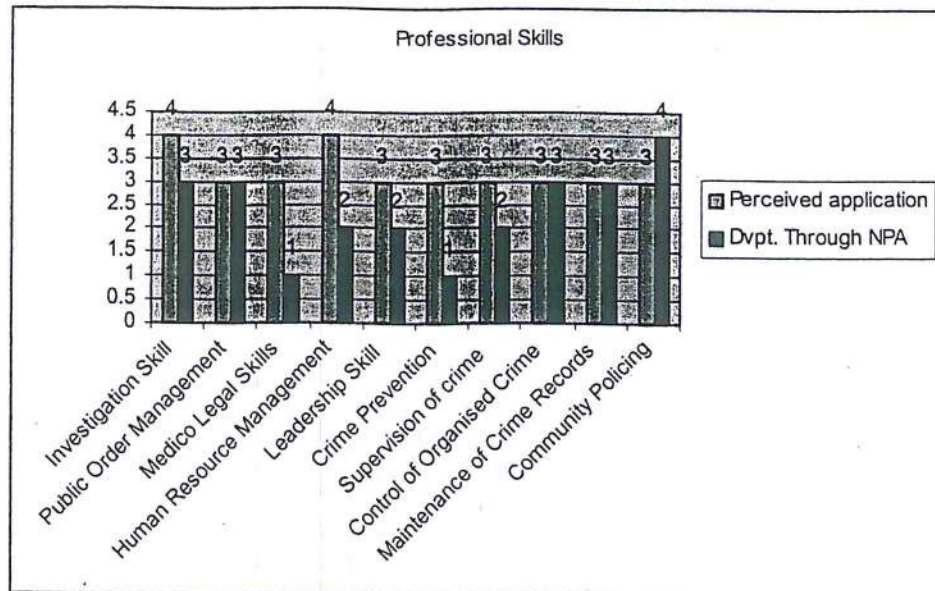 Professional Skills
4.5
4
3.5
3
2.5
2
1.5
1
0.5
0
4
3
3
3
3
1
4
2
3
2
3
1
3
2
3
3
3
3
3
4
Investigation Skill
Public Order Management
Medico Legal Skills
Human Resource Management
Leadership Skill
Crime Prevention
Supervision of crime
Control of Organised Crime
Maintenance of Crime Records
Community Policing
Perceived application
Dvpt. Through NPA